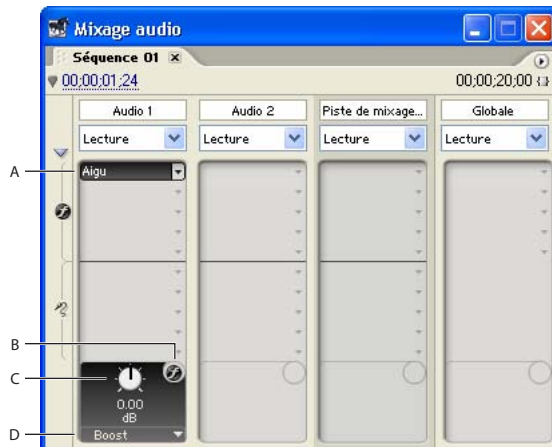 Mixage audio
Séquence 01
00;00;01;24 00;00;20;00
Audio 1 Audio 2 Piste de mixage... Globale
Lecture Lecture Lecture Lecture
A Aigu
B
C
0.00
dB
D Boost